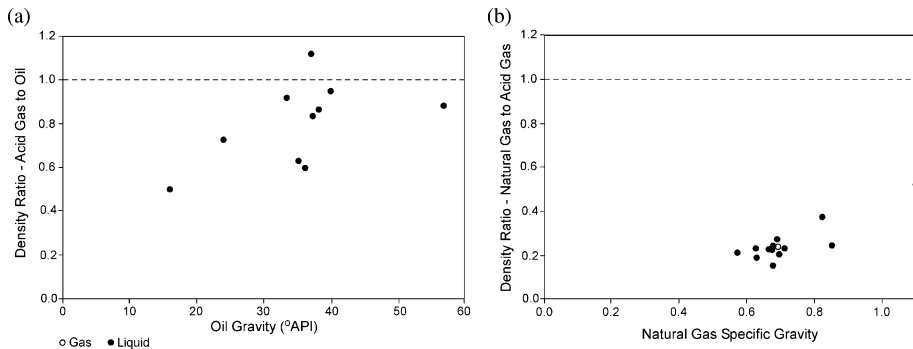 (a)
Density Ratio - Acid Gas to Oil
1.2
1.0
0.8
0.6
0.4
0.2
0.0
0 10 20 30 40 50 60
Oil Gravity (ᴼAPI)
Gas Liquid
(b)
Density Ratio - Natural Gas to Acid Gas
1.2
1.0
0.8
0.6
0.4
0.2
0.0
0.0 0.2 0.4 0.6 0.8 1.0
Natural Gas Specific Gravity